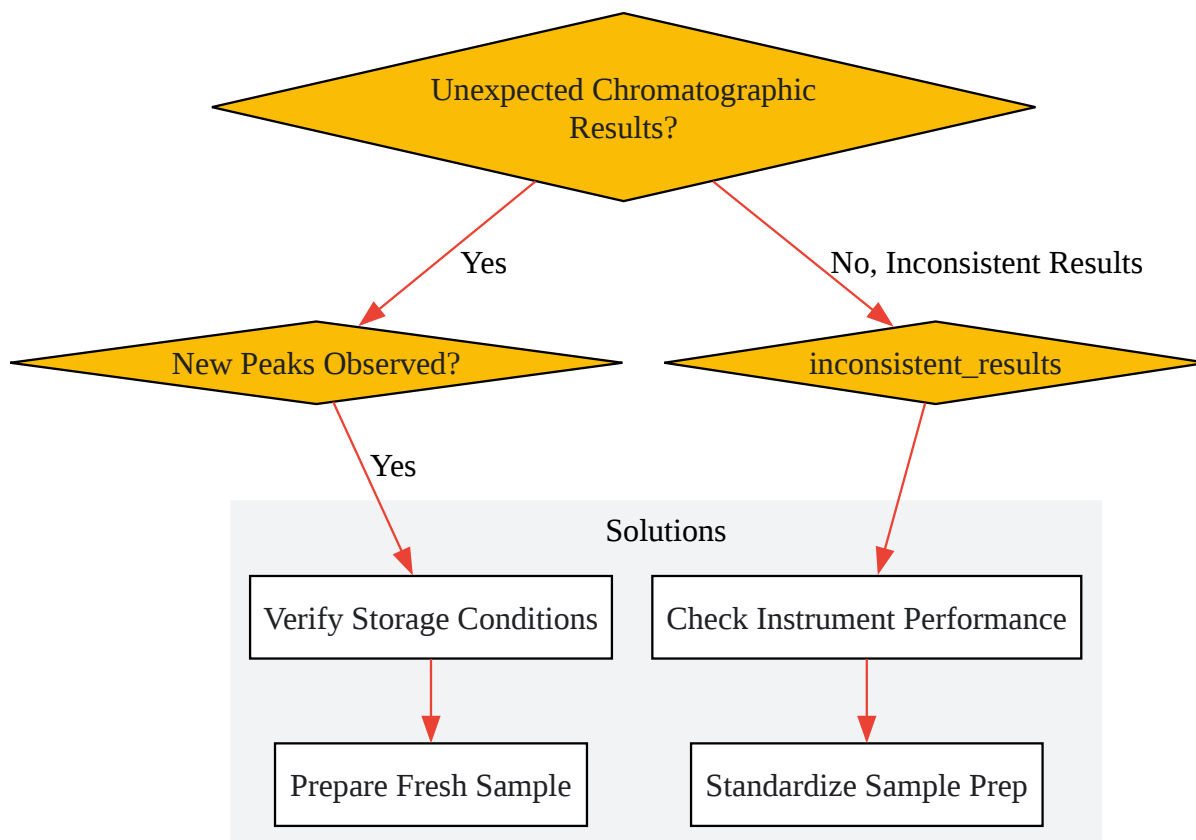 Unexpected Chromatographic
Results?
Yes
No, Inconsistent Results
New Peaks Observed?
inconsistent_results
Yes
Solutions
Verify Storage Conditions
Check Instrument Performance
Prepare Fresh Sample
Standardize Sample Prep